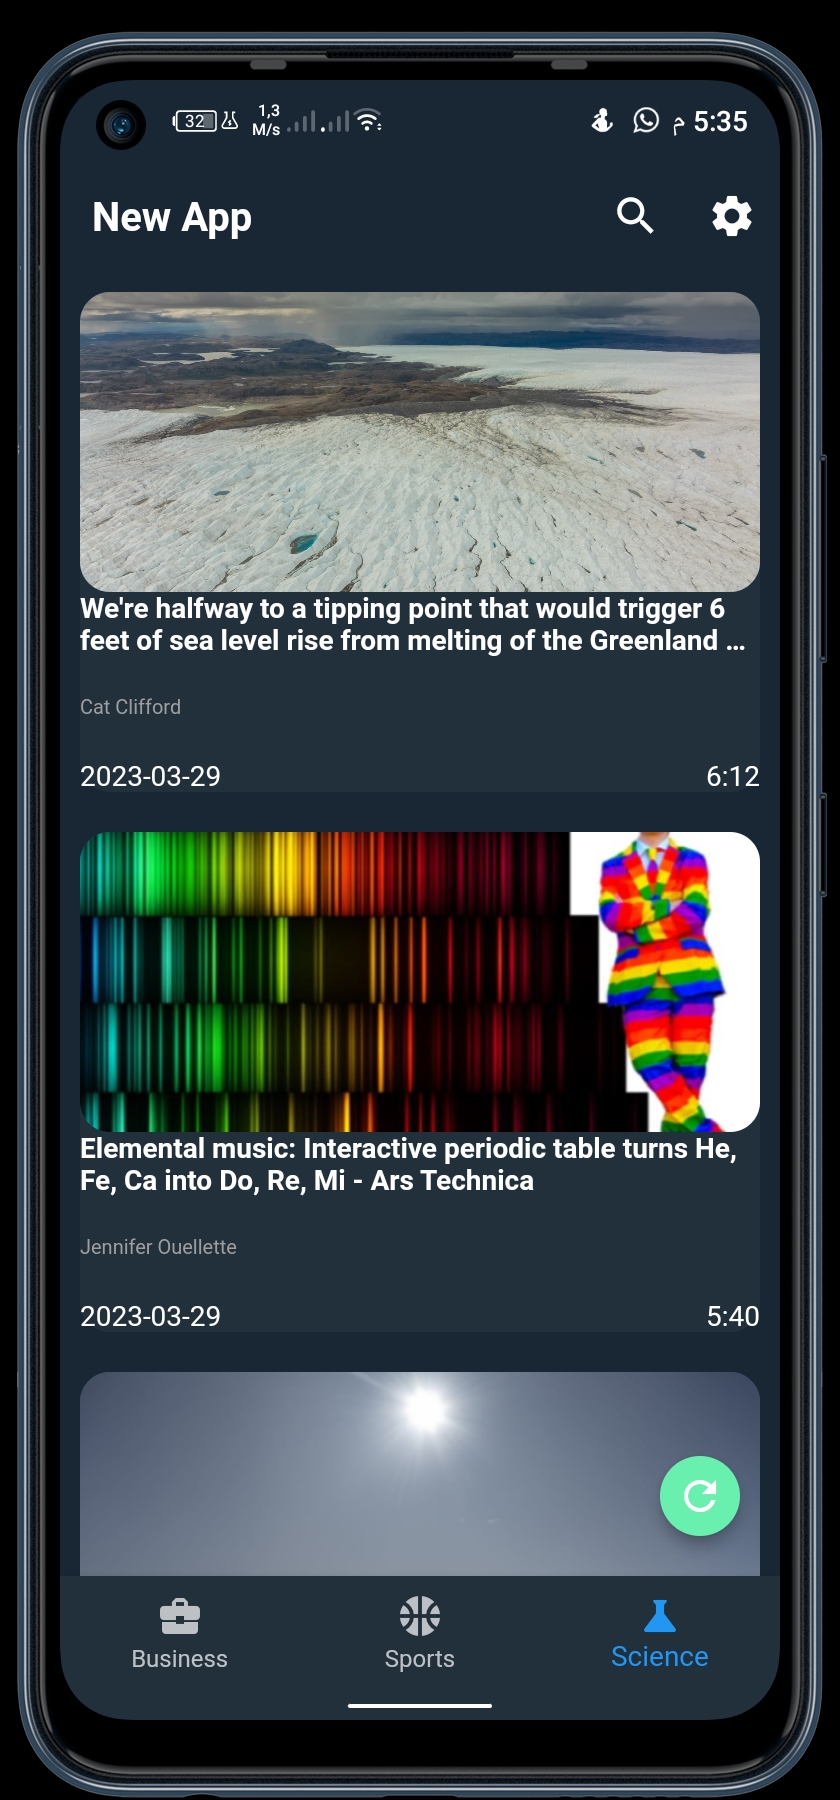 32
1,3
M/s
م 5:35
New App
We're halfway to a tipping point that would trigger 6
feet of sea level rise from melting of the Greenland …
Cat Clifford
2023-03-29
6:12
Elemental music: Interactive periodic table turns He,
Fe, Ca into Do, Re, Mi - Ars Technica
Jennifer Ouellette
2023-03-29
5:40
Business
Sports
Science